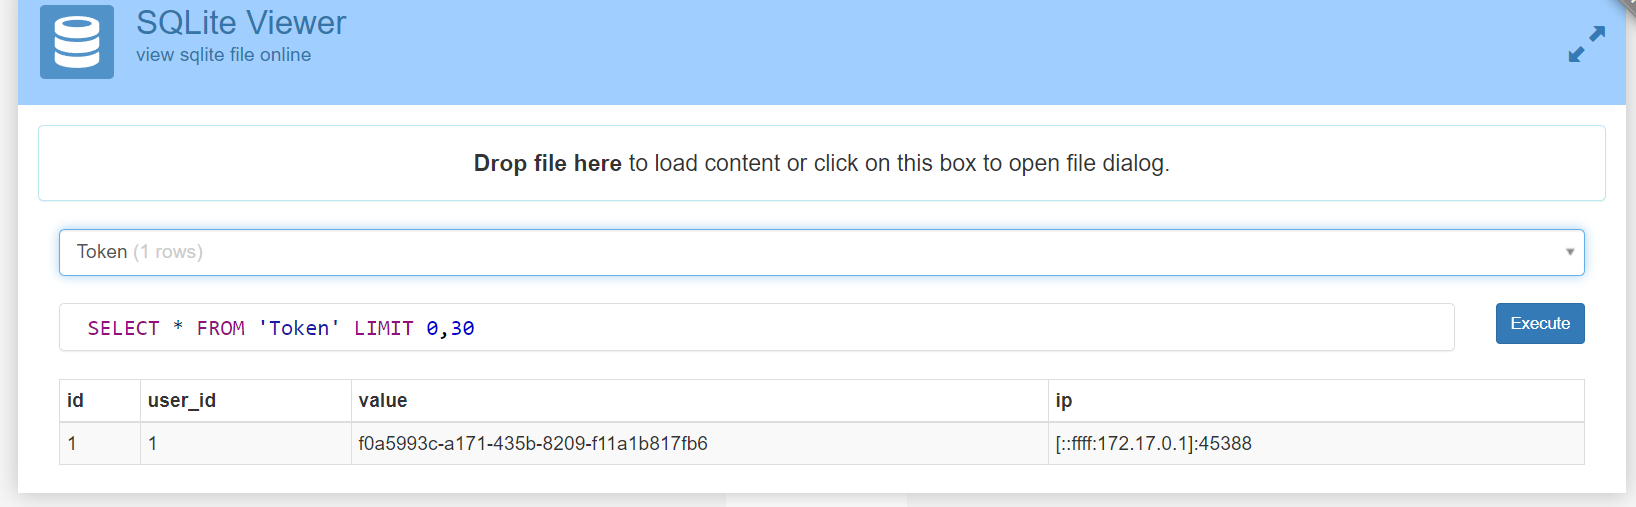 SQLite Viewer
view sqlite file online
Drop file here to load content or click on this box to open file dialog.
Token (1 rows)
SELECT * FROM 'Token' LIMIT 0,30
Execute
id user_id value ip
1 1 f0a5993c-a171-435b-8209-f11a1b817fb6 [::ffff:172.17.0.1]:45388